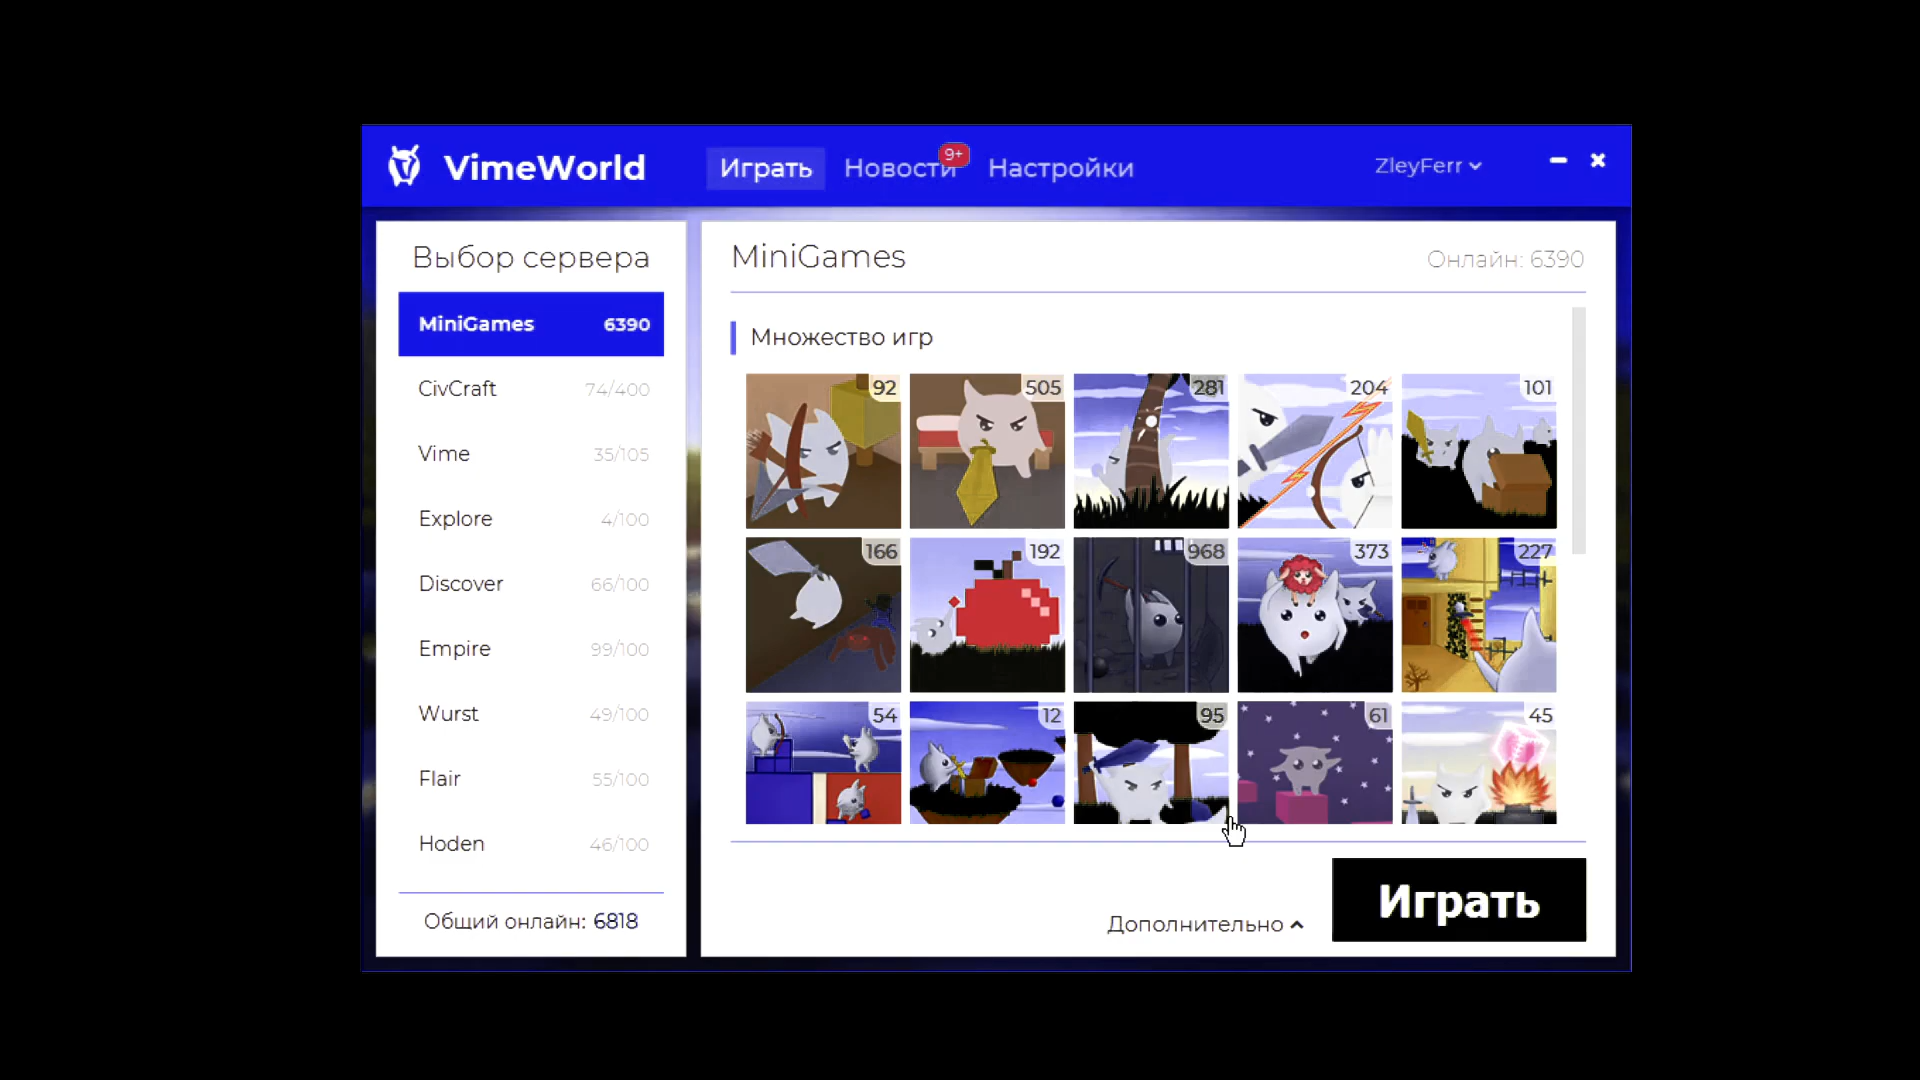 VimeWorld
Играть
Новости
9+
Настройки
ZleyFerr
Выбор сервера
MiniGames 6390
CivCraft 74/400
Vime 35/105
Explore 4/100
Discover 66/100
Empire 99/100
Wurst 49/100
Flair 55/100
Hoden 46/100
Общий онлайн: 6818
MiniGames
Онлайн: 6390
Множество игр
92 505 281 204 101
166 192 968 373 227
54 12 95 61 45
Дополнительно
Играть